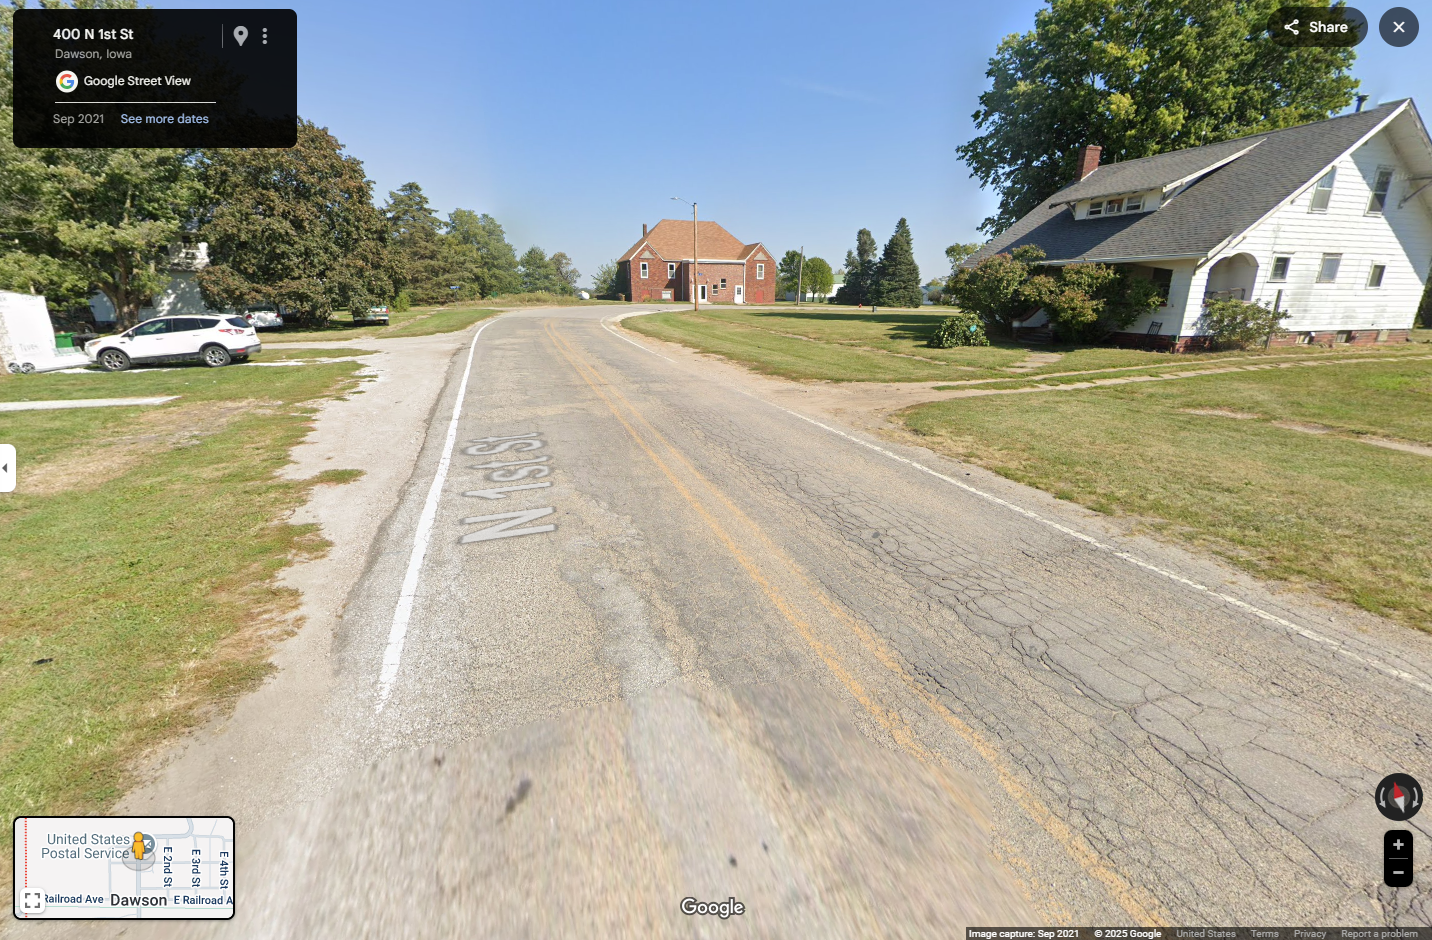 400 N 1st St
Dawson, Iowa
Google Street View
Sep 2021 See more dates
Share
N 1st St
United States
Postal Service
E 2nd St
E 3rd St
E 4th St
Railroad Ave
Dawson
E Railroad A
Google
Image capture: Sep 2021 © 2025 Google United States Terms Privacy Report a problem